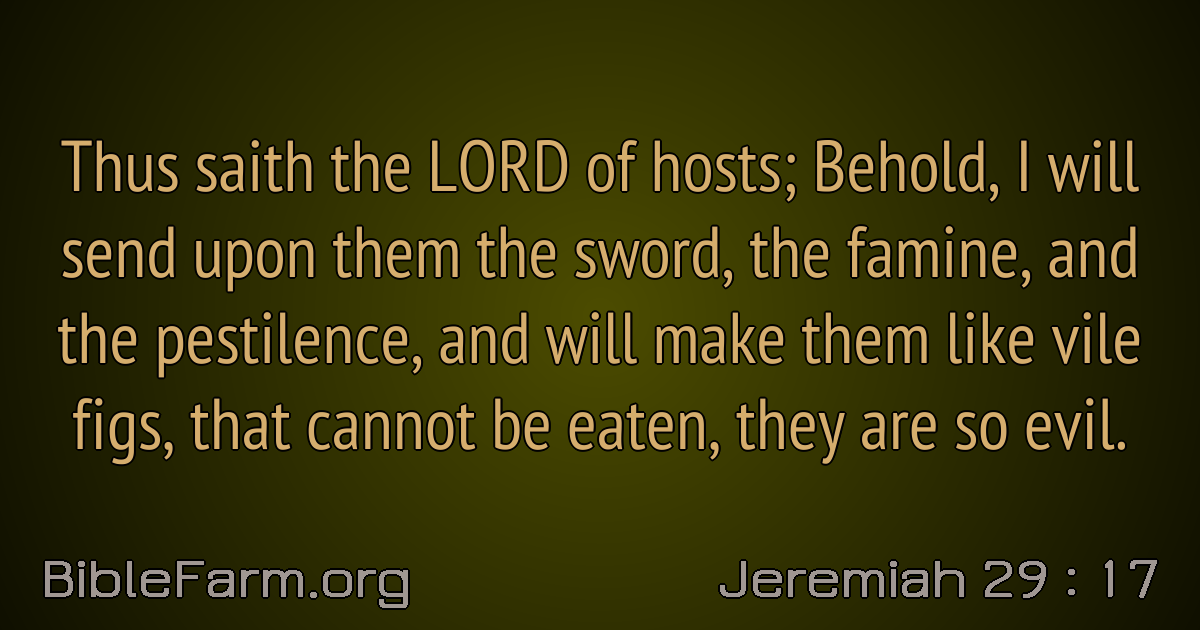 Thus saith the LORD of hosts; Behold, I will
send upon them the sword, the famine, and
the pestilence, and will make them like vile
figs, that cannot be eaten, they are so evil.
BibleFarm.org
Jeremiah 29 : 17